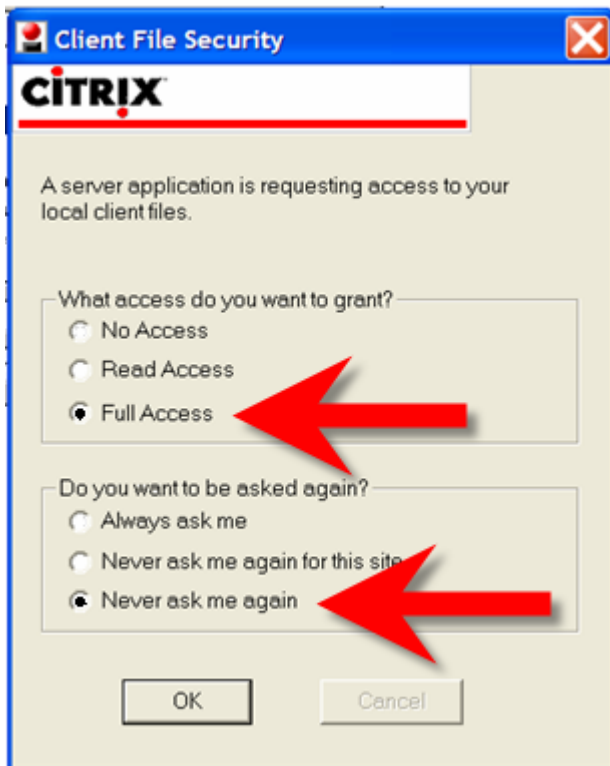 Client File Security
CİTRIX
A server application is requesting access to your
local client files.
What access do you want to grant?
No Access
Read Access
Full Access
Do you want to be asked again?
Always ask me
Never ask me again for this site
Never ask me again
OK
Cancel